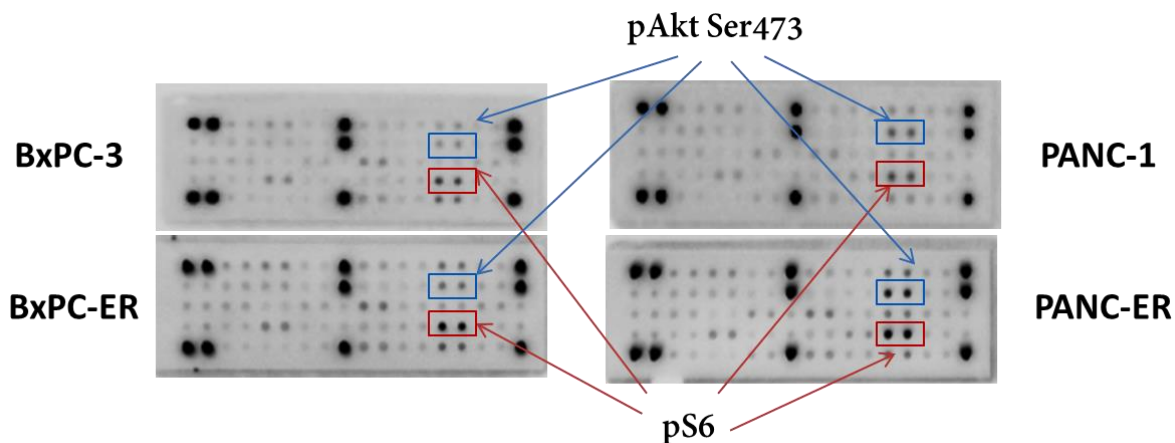 pAkt Ser473
BxPC-3
PANC-1
BxPC-ER
PANC-ER
pS6